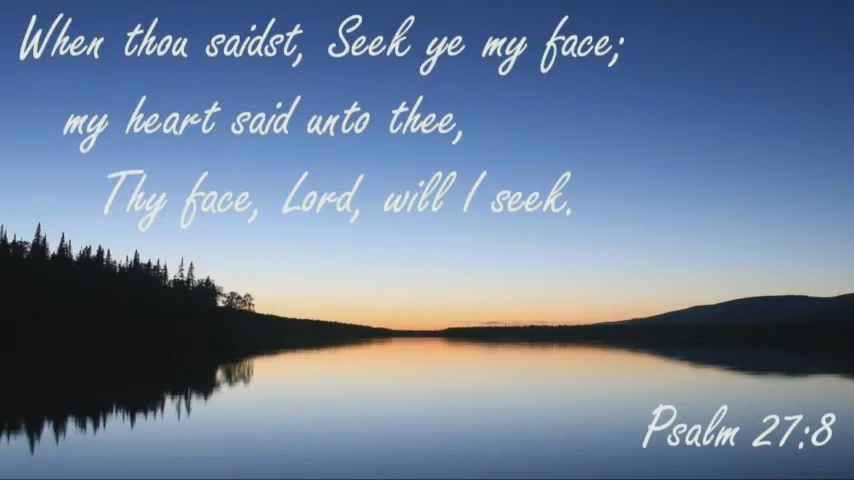 When thou saidst, Seek ye my face;
my heart said unto thee,
Thy face, Lord, will I seek.
Psalm 27:8